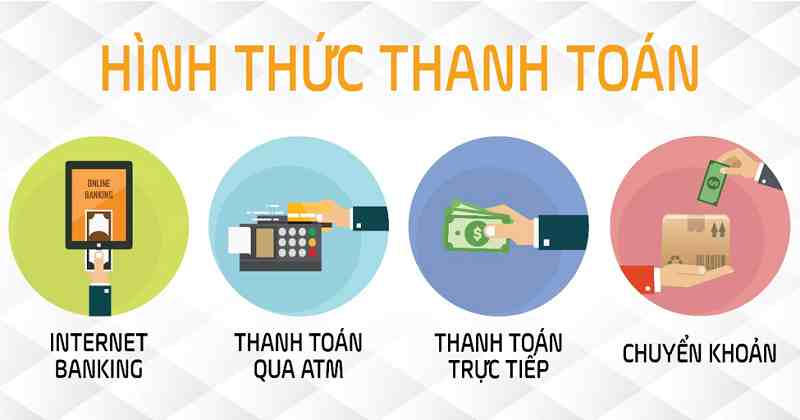 HÌNH THỨC THANH TOÁN
ONLINE
BANKING
INTERNET
BANKING
THANH TOÁN
QUA ATM
THANH TOÁN
TRỰC TIẾP
CHUYỂN KHOẢN